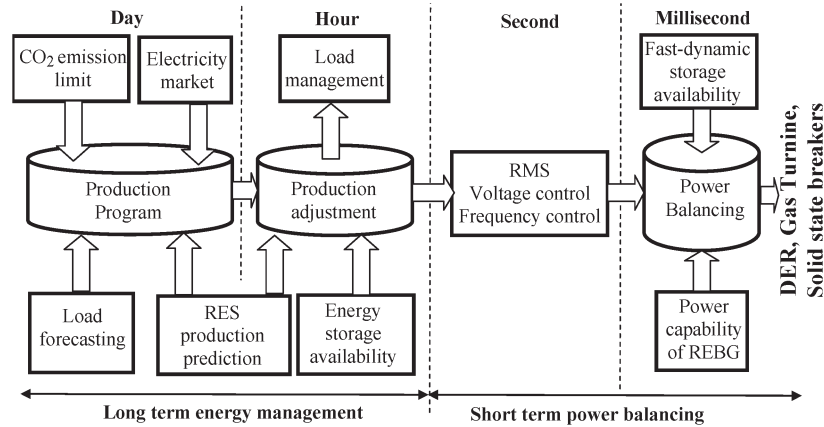 Day
Hour
Second
Millisecond
CO2 emission
limit
Electricity
market
Load
management
Fast-dynamic
storage
availability
Production
Program
Production
adjustment
RMS
Voltage control
Frequency control
Power
Balancing
DER, Gas Turnine,
Solid state breakers
Load
forecasting
RES
production
prediction
Energy
storage
availability
Power
capability
of REBG
Long term energy management
Short term power balancing